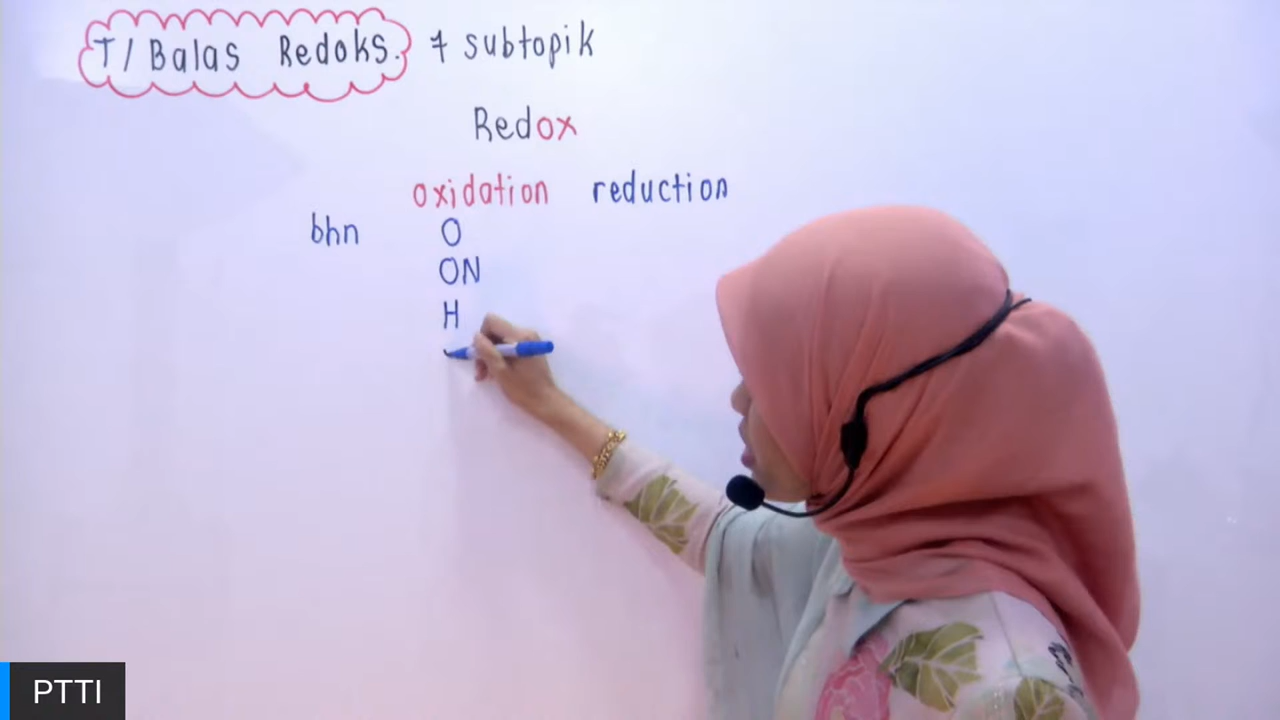 T/Balas Redoks. 7 subtopik
Redox
oxidation reduction
bhn O
ON
H
PTTI